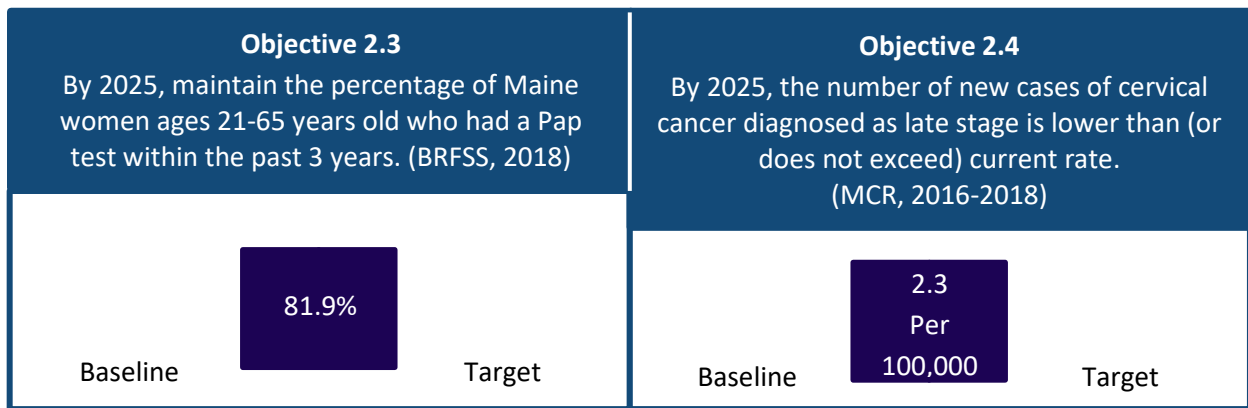 Objective 2.3
By 2025, maintain the percentage of Maine
women ages 21-65 years old who had a Pap
test within the past 3 years. (BRFSS, 2018)
81.9%
Baseline
Target
Objective 2.4
By 2025, the number of new cases of cervical
cancer diagnosed as late stage is lower than (or
does not exceed) current rate.
(MCR, 2016-2018)
2.3
Per
100,000
Baseline
Target